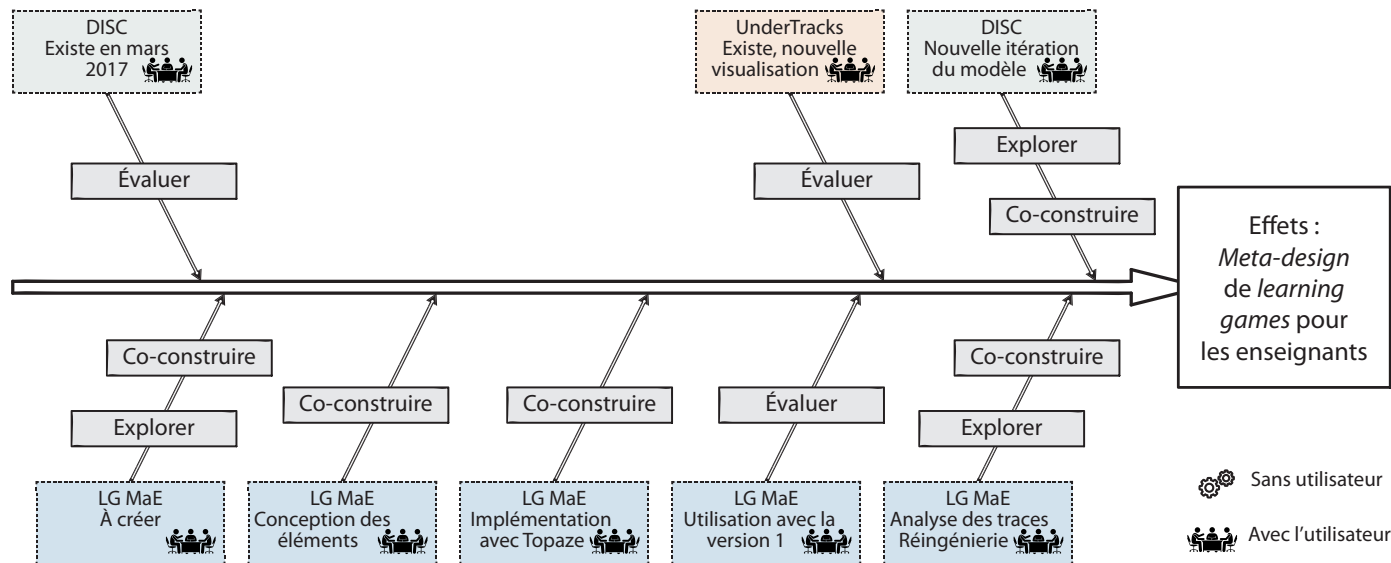 DISC
Existe en mars
2017
UnderTracks
Existe, nouvelle
visualisation
DISC
Nouvelle itération
du modèle
Évaluer
Évaluer
Explorer
Co-construire
Effets :
Meta-design
de learning
games pour
les enseignants
Co-construire
Explorer
Co-construire
Co-construire
Évaluer
Co-construire
Explorer
LG MaE
À créer
LG MaE
Conception des
éléments
LG MaE
Implémentation
avec Topaze
LG MaE
Utilisation avec la
version 1
LG MaE
Analyse des traces
Réingénierie
Sans utilisateur
Avec l’utilisateur